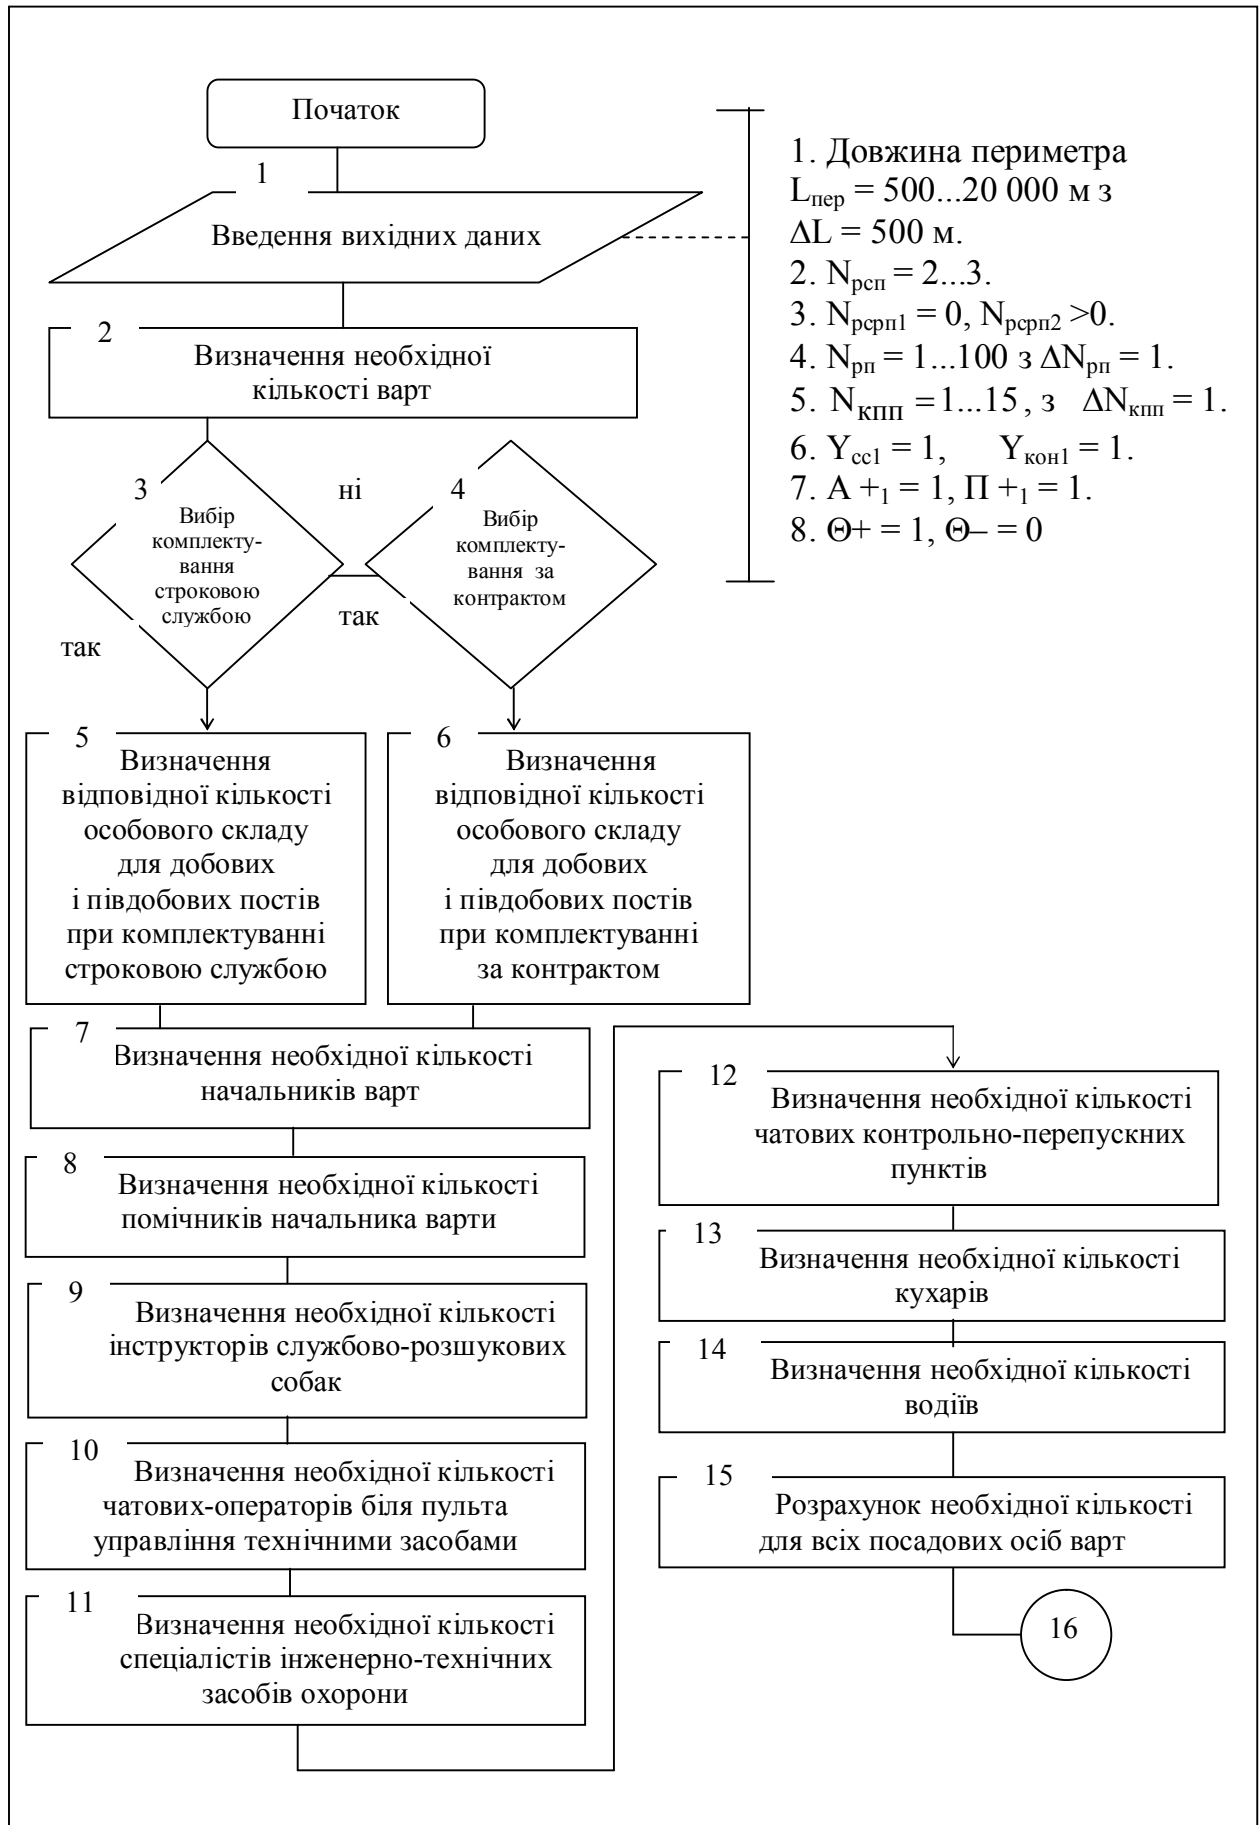 Початок
1
Введення вихідних даних
1. Довжина периметра
Lпер = 500...20 000 м з
ΔL = 500 м.
2. Nрсп = 2...3.
3. Nрсрп1 = 0, Nрсрп2 >0.
4. Nрп = 1...100 з ΔNрп = 1.
5. Nкпп = 1...15 , з ΔNкпп = 1.
6. Yсс1 = 1, Yкон1 = 1.
7. А +1 = 1, П +1 = 1.
8. Θ+ = 1, Θ– = 0
2
Визначення необхідної
кількості варт
3
Вибір
комплекту-
вання
строковою
службою
ні
так
4
Вибір
комплекту-
вання за
контрактом
так
5
Визначення
відповідної кількості
особового складу
для добових
і півдобових постів
при комплектуванні
строковою службою
6
Визначення
відповідної кількості
особового складу
для добових
і півдобових постів
при комплектуванні
за контрактом
7
Визначення необхідної кількості
начальників варт
8
Визначення необхідної кількості
помічників начальника варти
9
Визначення необхідної кількості
інструкторів службово-розшукових
собак
10
Визначення необхідної кількості
чатових-операторів біля пульта
управління технічними засобами
11
Визначення необхідної кількості
спеціалістів інженерно-технічних
засобів охорони
12
Визначення необхідної кількості
чатових контрольно-перепускних
пунктів
13
Визначення необхідної кількості
кухарів
14
Визначення необхідної кількості
водіїв
15
Розрахунок необхідної кількості
для всіх посадових осіб варт
16